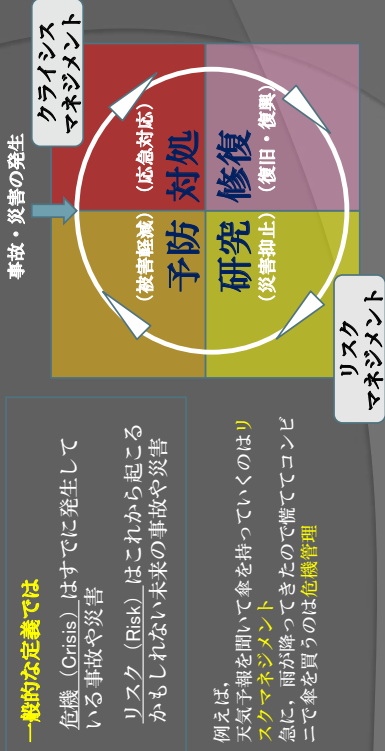 一般的な定義では
危機（Crisis）はすでに発生して
いる事故や災害
リスク（Risk）はこれから起こる
かもしれない未来の事故や災害
例えば，
天気予報を聞いて傘を持っていくのはリ
スクマネジメント
急に，雨が降ってきたので慌ててコンビ
ニで傘を買うのは危機管理
事故・災害の発生
クライシス
マネジメント
（被害軽減）
予防
（応急対応）
対処
研究
（災害抑止）
修復
（復旧・復興）
リスク
マネジメント